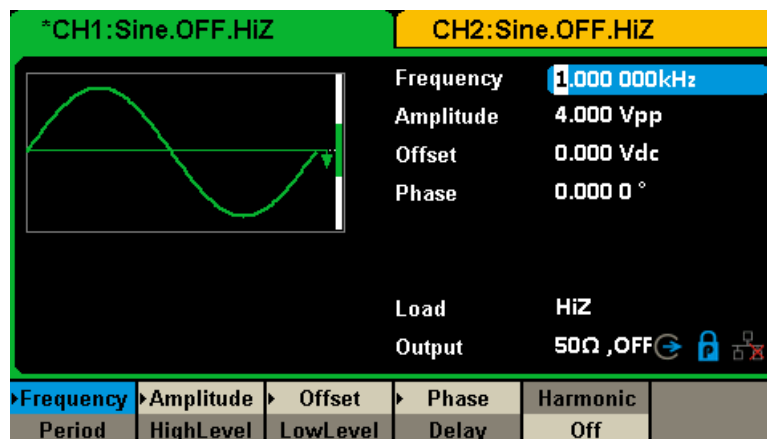 *CH1:Sine.OFF.HiZ CH2:Sine.OFF.HiZ
Frequency 1.000 000kHz
Amplitude 4.000 Vpp
Offset 0.000 Vdc
Phase 0.000 0 °
Load HiZ
Output 50Ω ,OFF P
Frequency Amplitude Offset Phase Harmonic
Period HighLevel LowLevel Delay Off